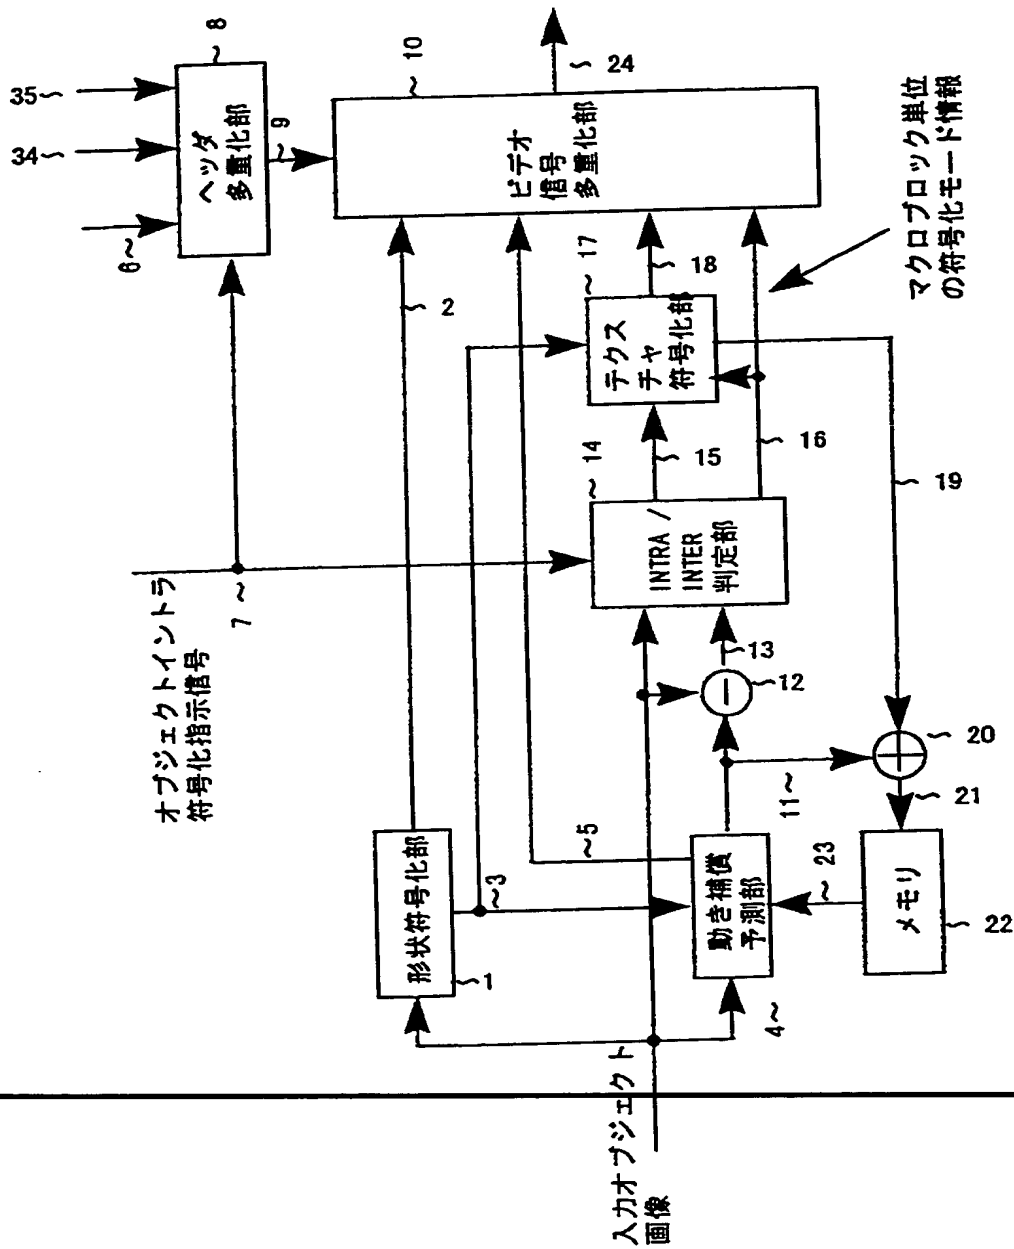 35
34
6
ヘッダ
多重化部
8
9
10
ビデオ
信号
多重化部
24
マクロブロック単位
の符号化モード情報
オブジェクトイントラ
符号化指示信号
7
2
17
テクス
チャ
符号化部
18
14
INTRA /
INTER
判定部
15
16
19
13
12
20
21
11
形状符号化部
1
3
5
動き補償
予測部
4
23
メモリ
22
入力オブジェクト
画像